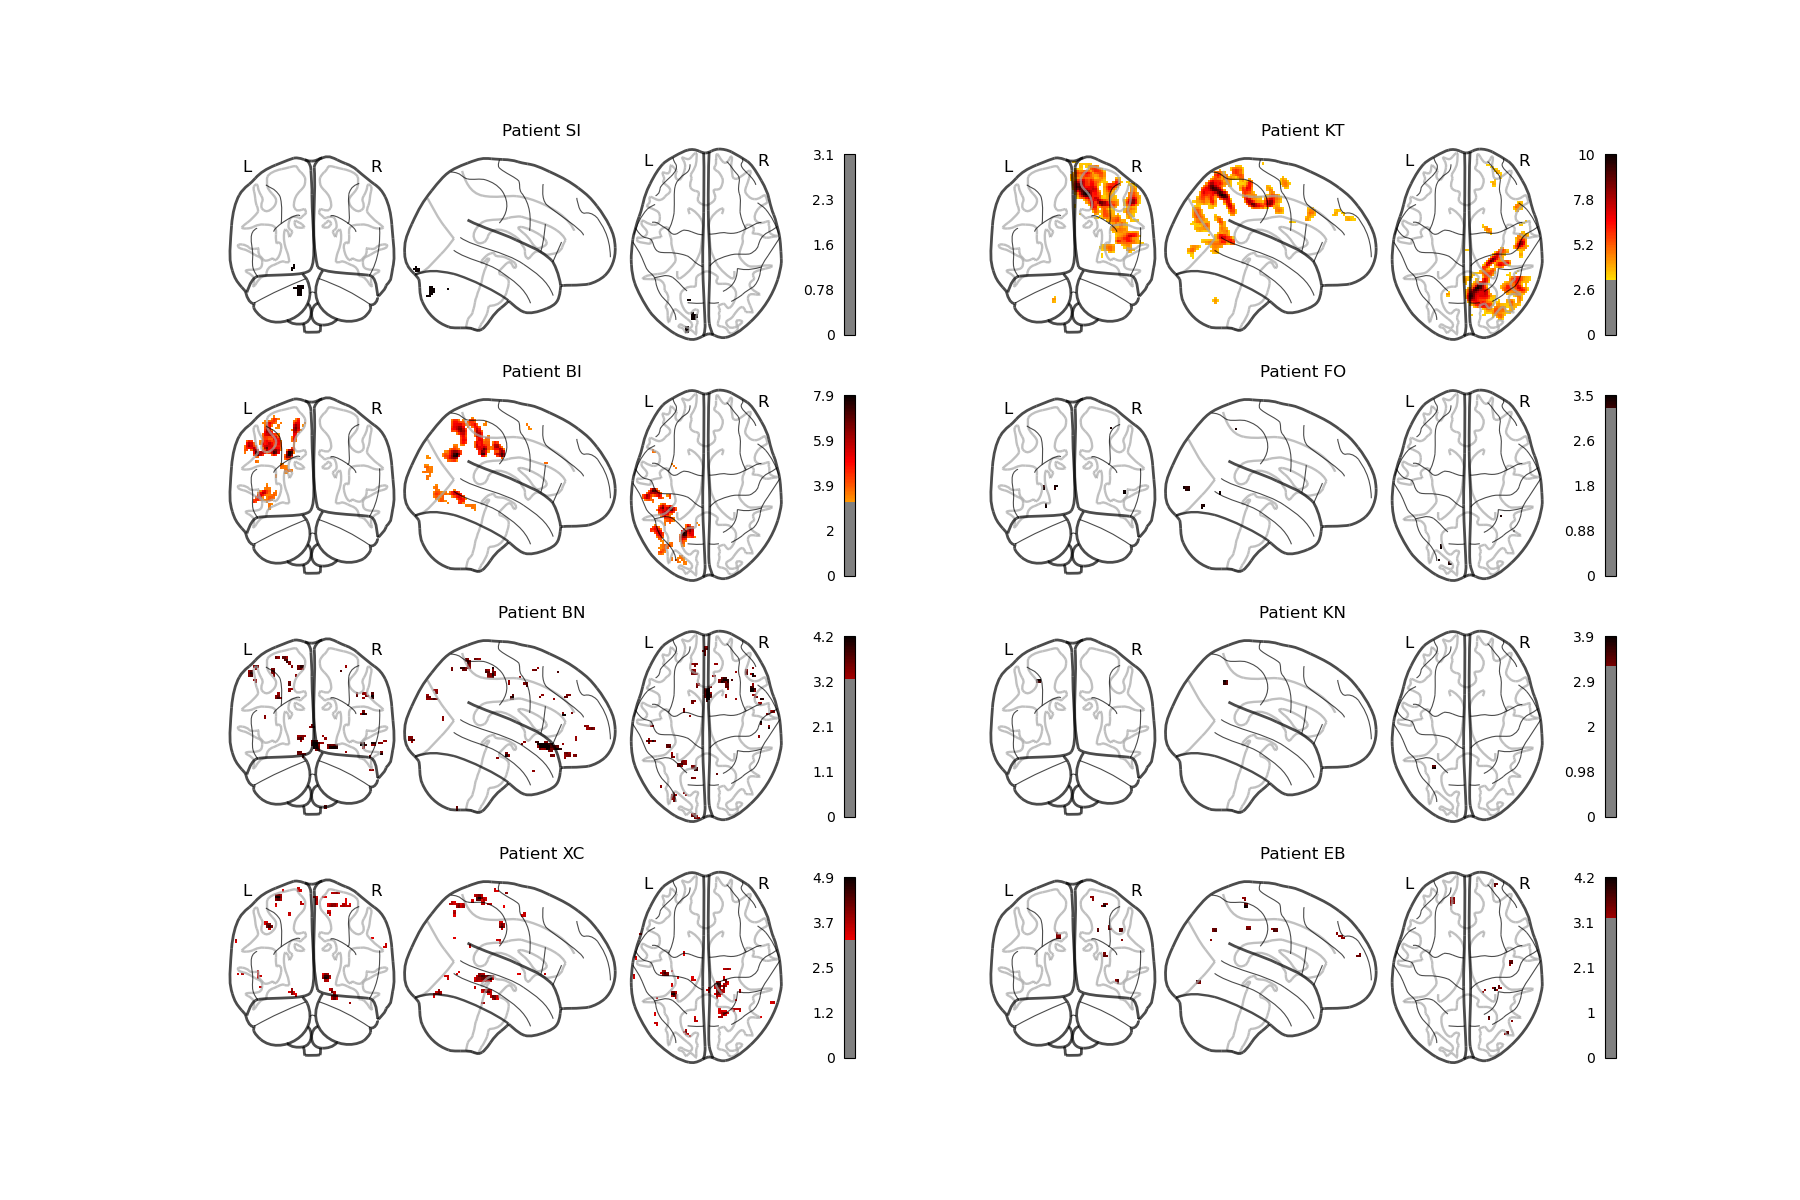 Patient SI
L R L R
3.1
2.3
1.6
0.78
0
Patient KT
L R L R
10
7.8
5.2
2.6
0
Patient BI
L R L R
7.9
5.9
3.9
2
0
Patient FO
L R L R
3.5
2.6
1.8
0.88
0
Patient BN
L R L R
4.2
3.2
2.1
1.1
0
Patient KN
L R L R
3.9
2.9
2
0.98
0
Patient XC
L R L R
4.9
3.7
2.5
1.2
0
Patient EB
L R L R
4.2
3.1
2.1
1
0